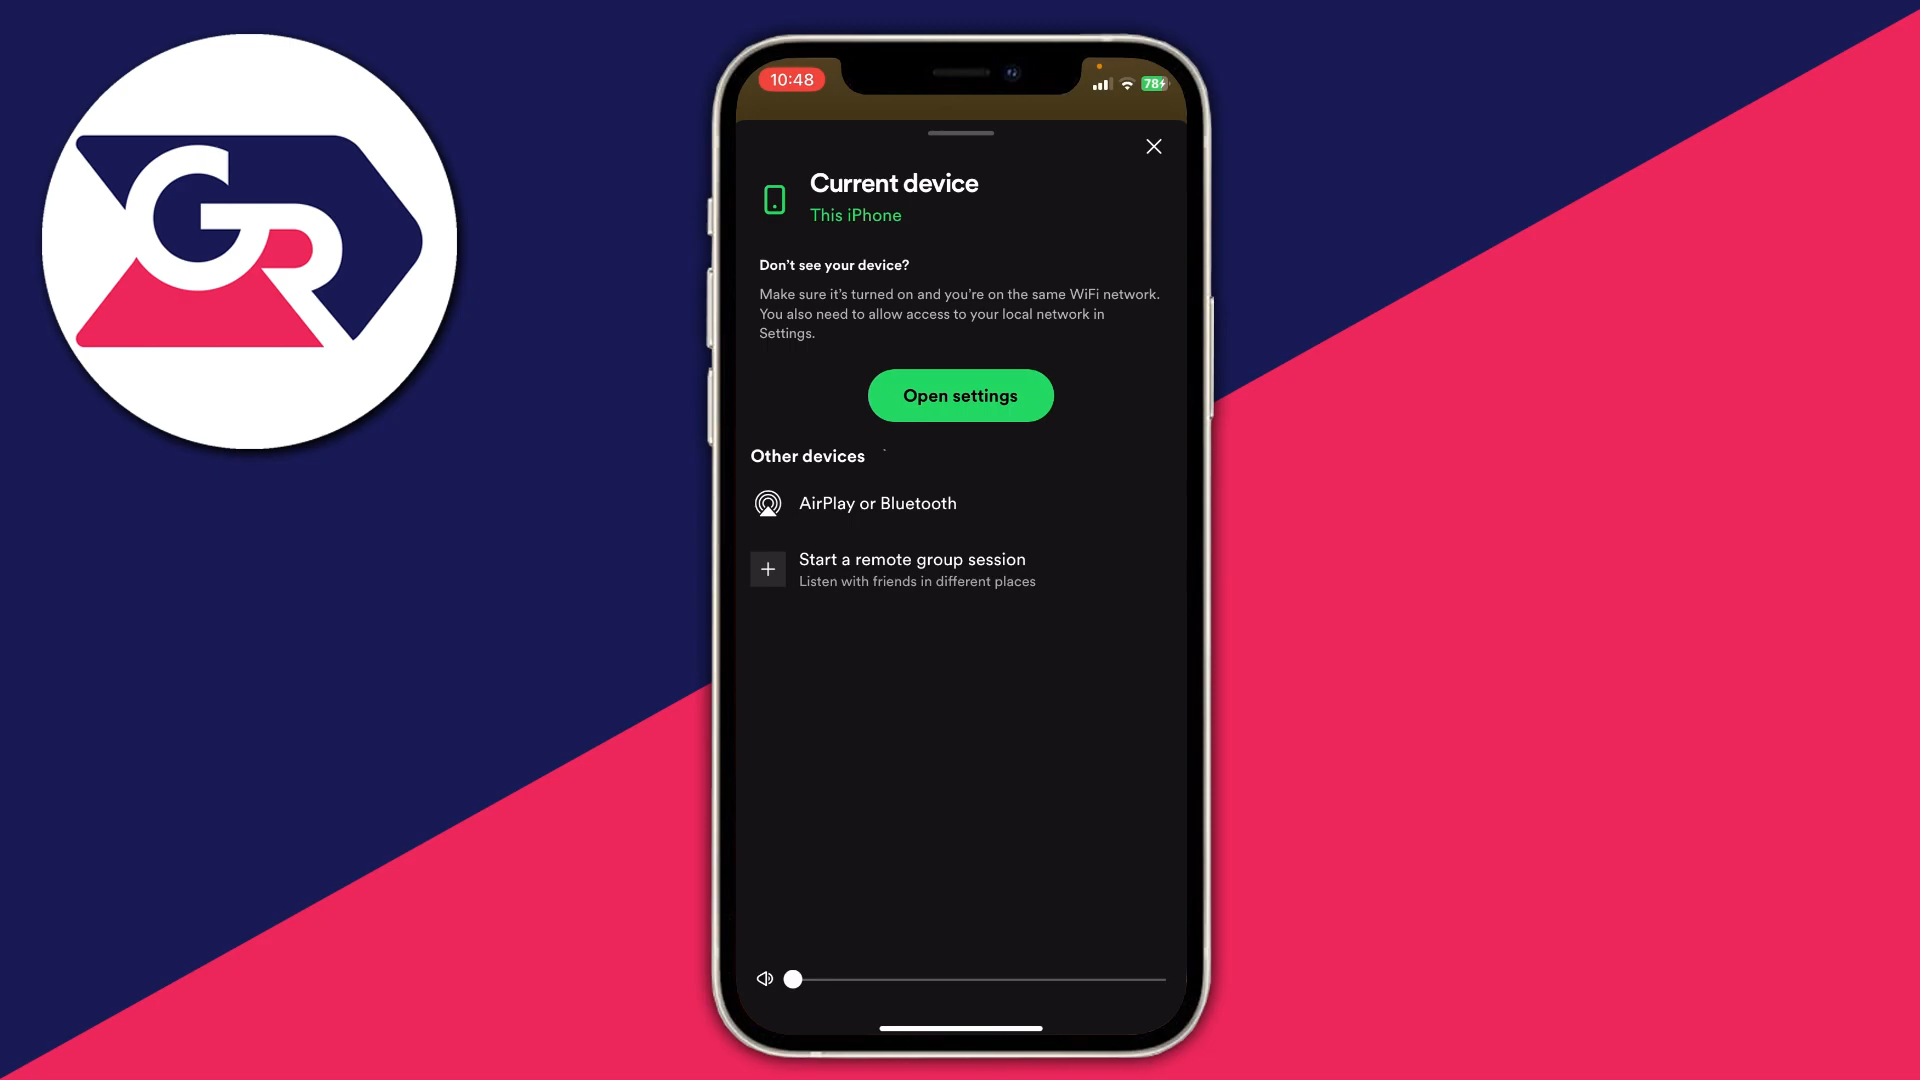 GR
10:48
78
Current device
This iPhone
Don't see your device?
Make sure it's turned on and you're on the same WiFi network.
You also need to allow access to your local network in
Settings.
Open settings
Other devices
AirPlay or Bluetooth
Start a remote group session
Listen with friends in different places